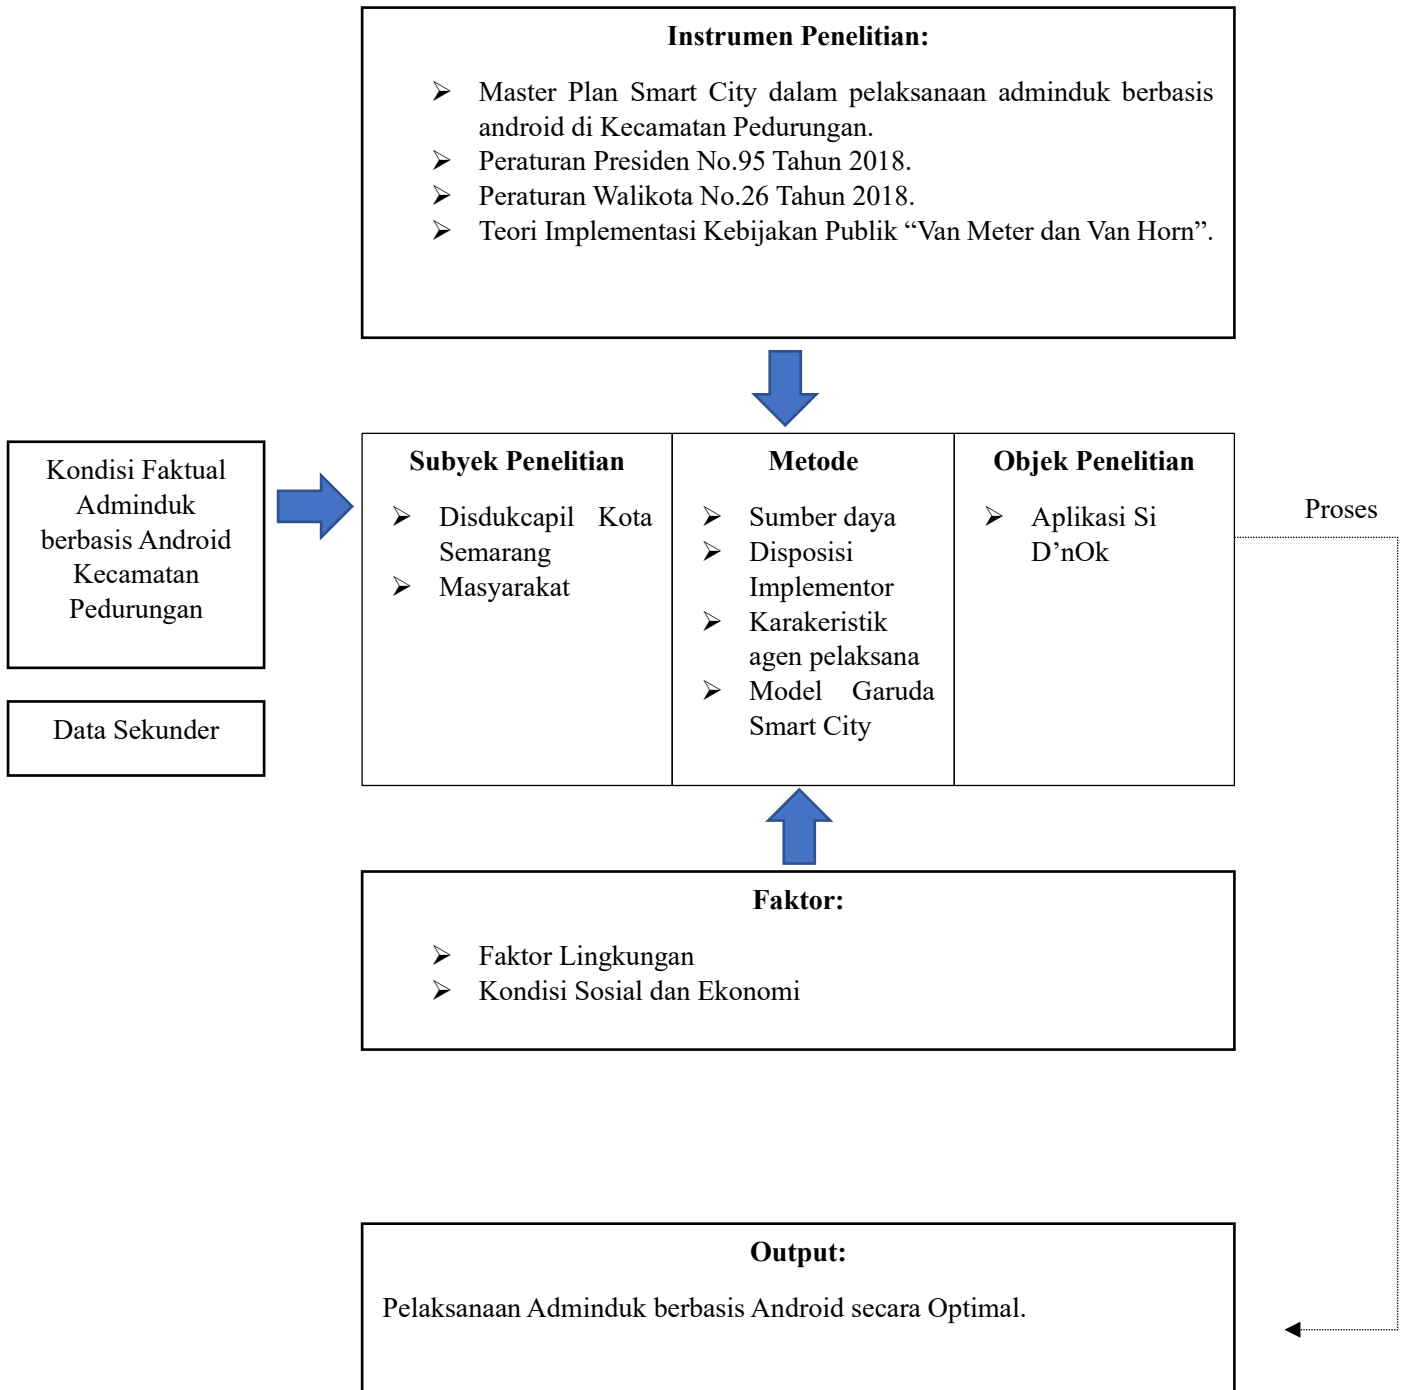 Instrumen Penelitian:
➢ Master Plan Smart City dalam pelaksanaan adminduk berbasis
android di Kecamatan Pedurungan.
➢ Peraturan Presiden No.95 Tahun 2018.
➢ Peraturan Walikota No.26 Tahun 2018.
➢ Teori Implementasi Kebijakan Publik “Van Meter dan Van Horn”.
Kondisi Faktual
Adminduk
berbasis Android
Kecamatan
Pedurungan
Data Sekunder
Subyek Penelitian
➢ Disdukcapil Kota
Semarang
➢ Masyarakat
Metode
➢ Sumber daya
➢ Disposisi
Implementor
➢ Karakeristik
agen pelaksana
➢ Model Garuda
Smart City
Objek Penelitian
➢ Aplikasi Si
D’nOk
Proses
Faktor:
➢ Faktor Lingkungan
➢ Kondisi Sosial dan Ekonomi
Output:
Pelaksanaan Adminduk berbasis Android secara Optimal.